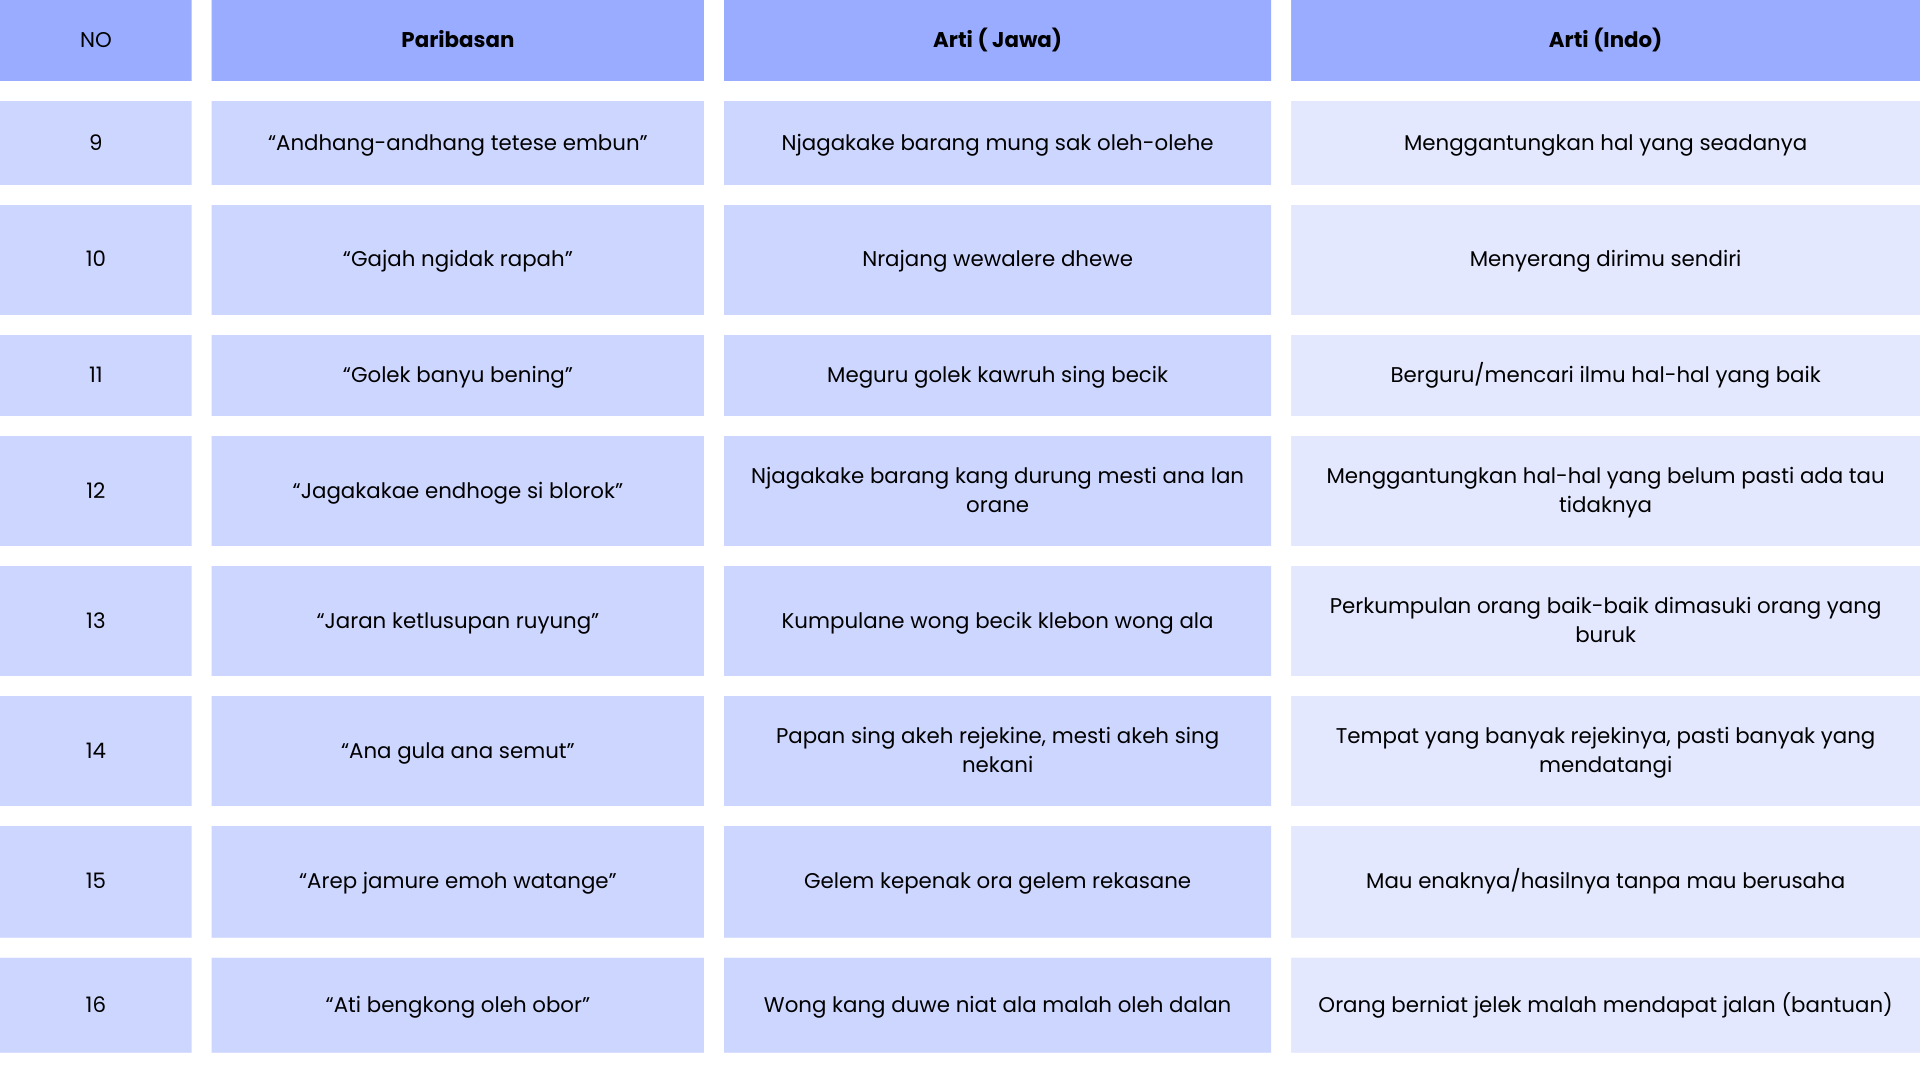 NO
Paribasan
Arti ( Jawa)
Arti (Indo)
9
“Andhang-andhang tetese embun”
Njagakake barang mung sak oleh-olehe
Menggantungkan hal yang seadanya
10
“Gajah ngidak rapah”
Nrajang wewalere dhewe
Menyerang dirimu sendiri
11
“Golek banyu bening”
Meguru golek kawruh sing becik
Berguru/mencari ilmu hal-hal yang baik
12
“Jagakakae endhoge si blorok”
Njagakake barang kang durung mesti ana lan
orane
Menggantungkan hal-hal yang belum pasti ada tau
tidaknya
13
“Jaran ketlusupan ruyung”
Kumpulane wong becik klebon wong ala
Perkumpulan orang baik-baik dimasuki orang yang
buruk
14
“Ana gula ana semut”
Papan sing akeh rejekine, mesti akeh sing
nekani
Tempat yang banyak rejekinya, pasti banyak yang
mendatangi
15
“Arep jamure emoh watange”
Gelem kepenak ora gelem rekasane
Mau enaknya/hasilnya tanpa mau berusaha
16
“Ati bengkong oleh obor”
Wong kang duwe niat ala malah oleh dalan
Orang berniat jelek malah mendapat jalan (bantuan)